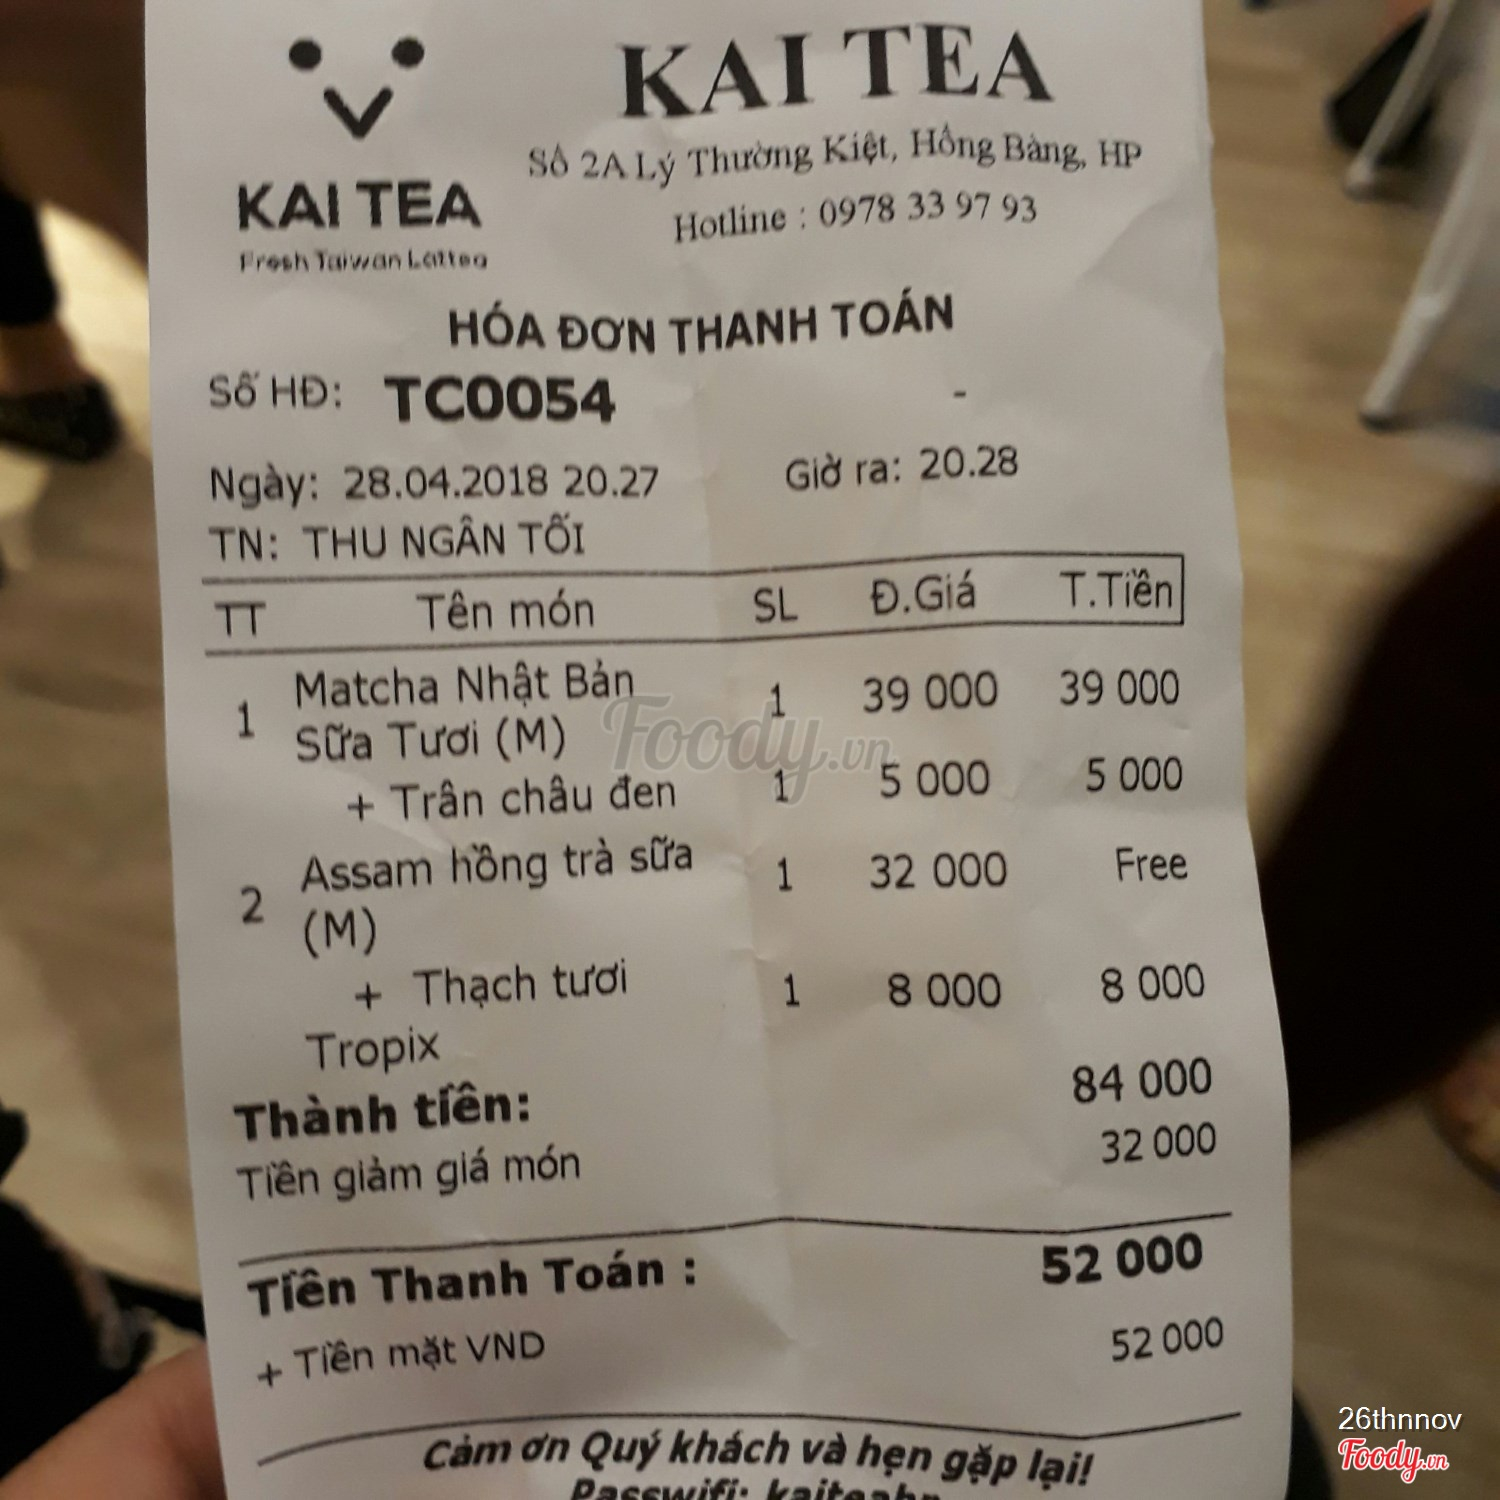 KAI TEA
Fresh Taiwan Lattea
KAI TEA
Số 2A Lý Thường Kiệt, Hồng Bàng, HP
Hotline : 0978 33 97 93
HÓA ĐƠN THANH TOÁN
Số HĐ: TC0054 -
Ngày: 28.04.2018 20.27 Giờ ra: 20.28
TN: THU NGÂN TỐI
TT Tên món SL Đ.Giá T.Tiền
1 Matcha Nhật Bản 1 39 000 39 000
Sữa Tươi (M)
+ Trân châu đen 1 5 000 5 000
2 Assam hồng trà sữa 1 32 000 Free
(M)
+ Thạch tươi 1 8 000 8 000
Tropix
Thành tiền: 84 000
Tiền giảm giá món 32 000
Tiền Thanh Toán : 52 000
+ Tiền mặt VND 52 000
Cảm ơn Quý khách và hẹn gặp lại!
Passwifi: kaiteahp
Foody.vn
26thnnov
Foody.vn